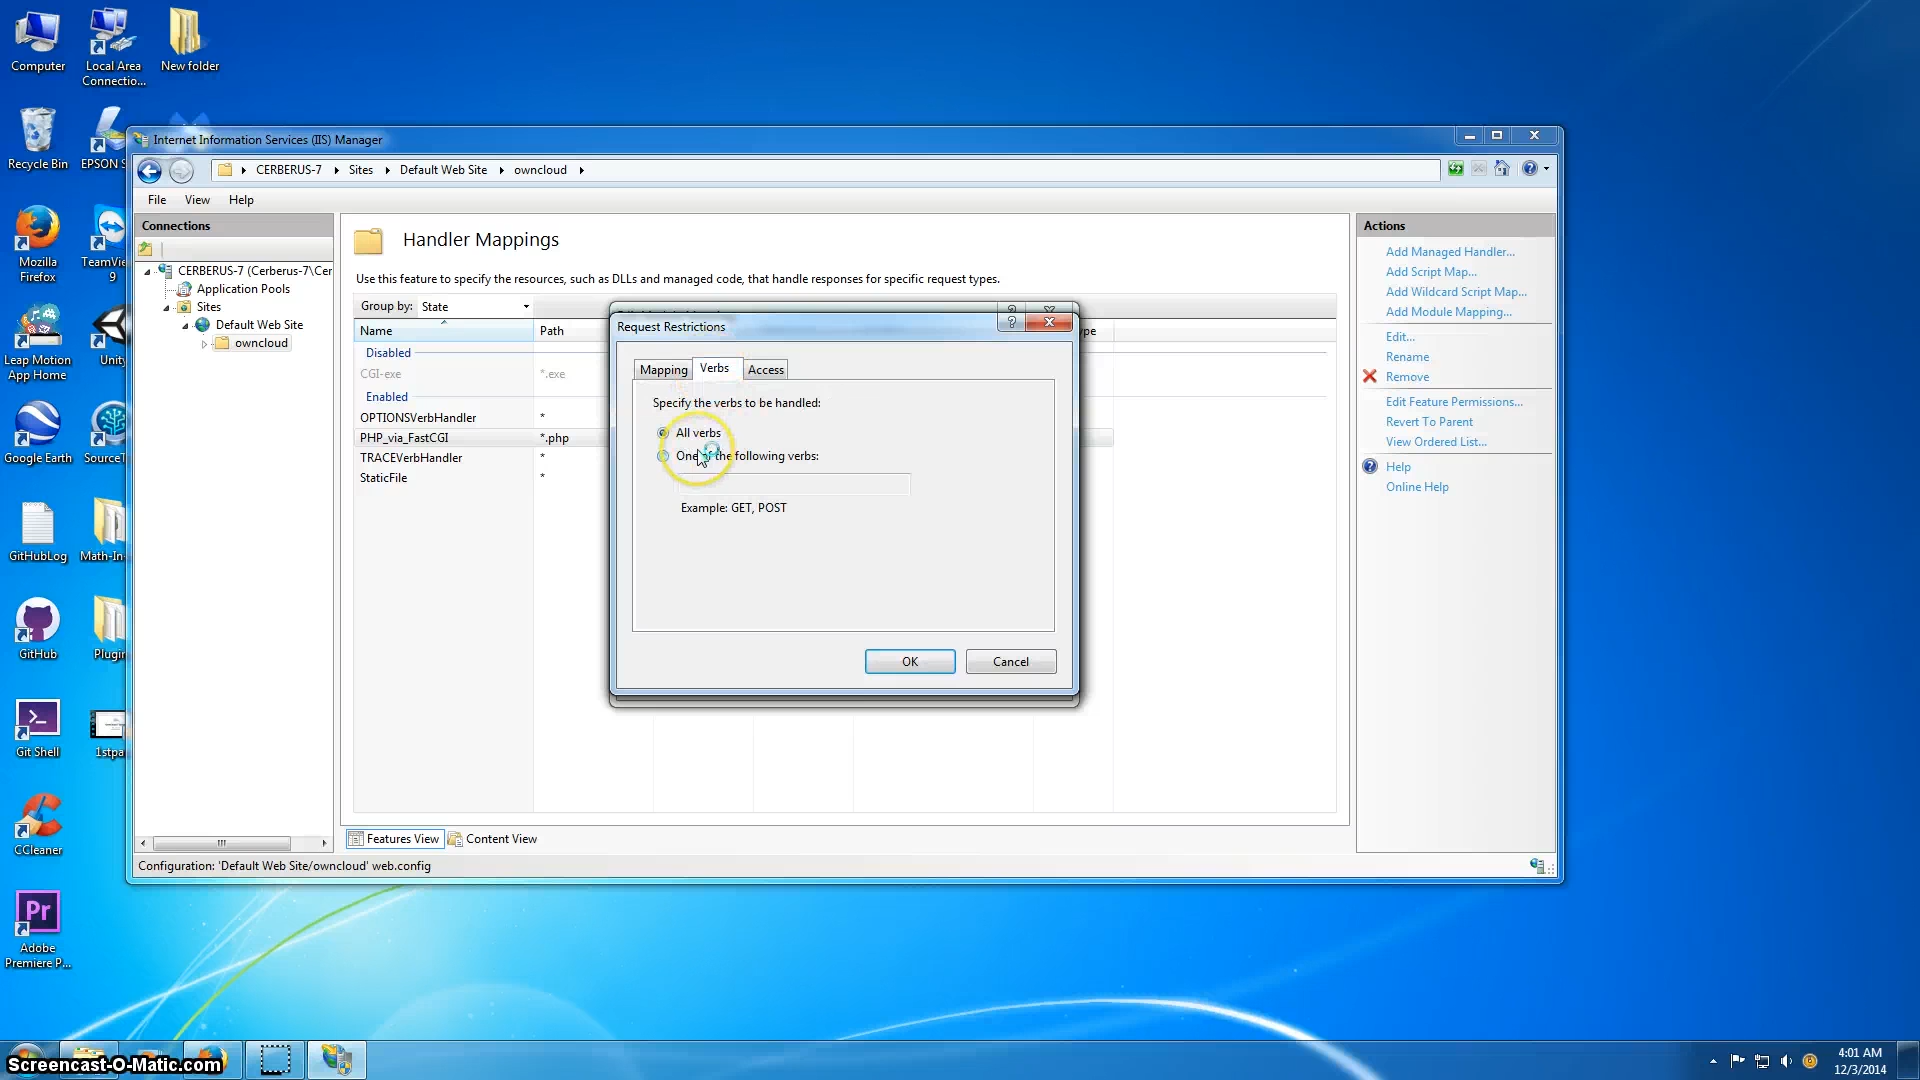 Computer
Local Area
Connectio...
New folder
Recycle Bin
EPSON S
Mozilla
Firefox
TeamVie
9
Leap Motion
App Home
Unity
Google Earth
SourceT
GitHubLog
Math-In-
GitHub
Plugin
Git Shell
1stpa
CCleaner
Pr
Adobe
Premiere P...
Internet Information Services (IIS) Manager
CERBERUS-7
Sites
Default Web Site
owncloud
File
View
Help
Connections
CERBERUS-7 (Cerberus-7\Cer
Application Pools
Sites
Default Web Site
owncloud
Handler Mappings
Use this feature to specify the resources, such as DLLs and managed code, that handle responses for specific request types.
Group by:
State
Name
Path
ype
Disabled
CGI-exe
*.exe
Enabled
OPTIONSVerbHandler
*
PHP_via_FastCGI
*.php
TRACEVerbHandler
*
StaticFile
*
Request Restrictions
Mapping
Verbs
Access
Specify the verbs to be handled:
All verbs
One of the following verbs:
Example: GET, POST
OK
Cancel
Features View
Content View
Configuration: 'Default Web Site/owncloud' web.config
Actions
Add Managed Handler...
Add Script Map...
Add Wildcard Script Map...
Add Module Mapping...
Edit...
Rename
Remove
Edit Feature Permissions...
Revert To Parent
View Ordered List...
Help
Online Help
Screencast-O-Matic.com
4:01 AM
12/3/2014